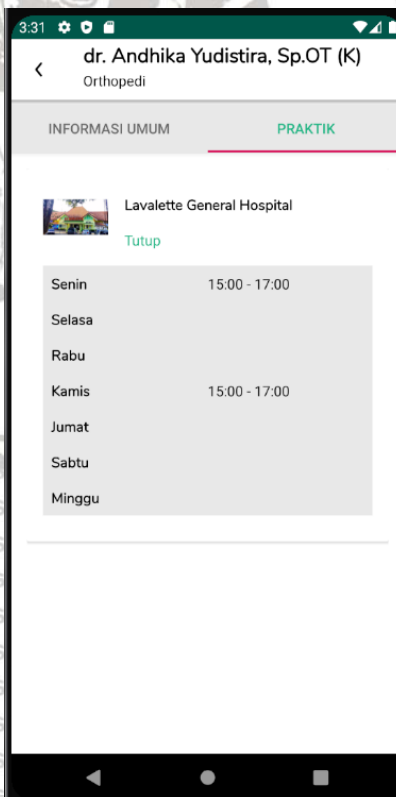 3:31
dr. Andhika Yudistira, Sp.OT (K)
Orthopedi
INFORMASI UMUM PRAKTIK
Lavalette General Hospital
Tutup
Senin 15:00 - 17:00
Selasa
Rabu
Kamis 15:00 - 17:00
Jumat
Sabtu
Minggu